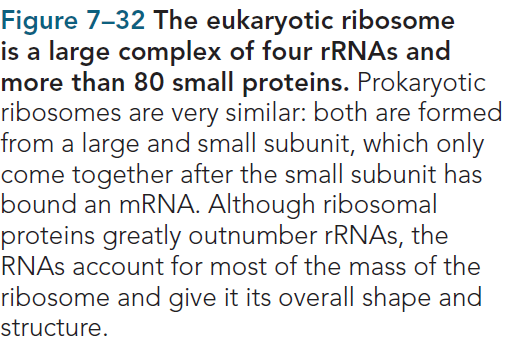 Figure 7–32 The eukaryotic ribosome
is a large complex of four rRNAs and
more than 80 small proteins. Prokaryotic
ribosomes are very similar: both are formed
from a large and small subunit, which only
come together after the small subunit has
bound an mRNA. Although ribosomal
proteins greatly outnumber rRNAs, the
RNAs account for most of the mass of the
ribosome and give it its overall shape and
structure.